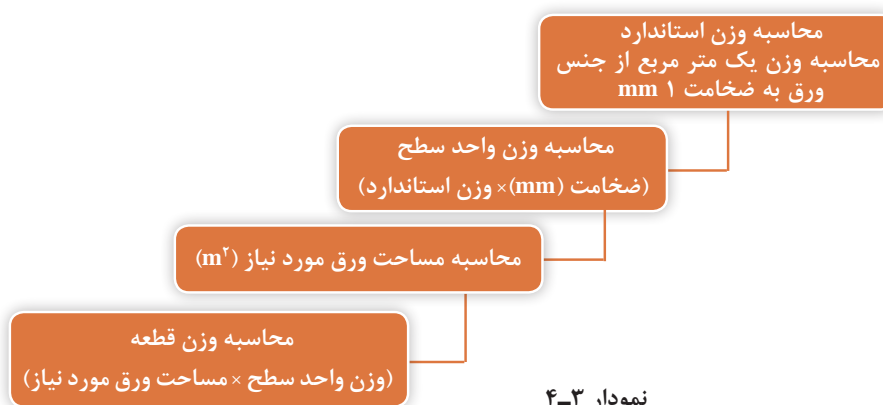 محاسبه وزن استاندارد
محاسبه وزن یک متر مربع از جنس
ورق به ضخامت ۱ mm
محاسبه وزن واحد سطح
(ضخامت (mm)× وزن استاندارد)
محاسبه مساحت ورق مورد نیاز (m۲)
محاسبه وزن قطعه
(وزن واحد سطح × مساحت ورق مورد نیاز)
نمودار ۳ـ۴